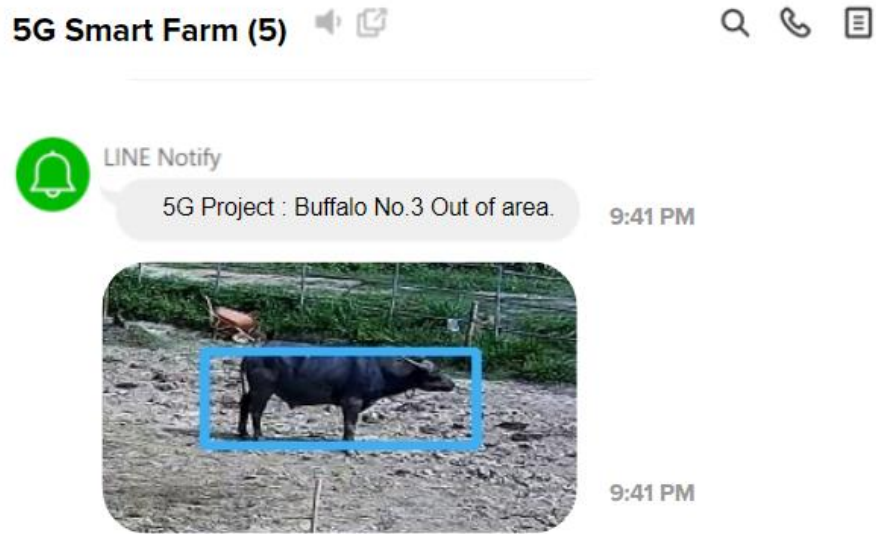 5G Smart Farm (5)
LINE Notify
5G Project : Buffalo No.3 Out of area.
9:41 PM
9:41 PM